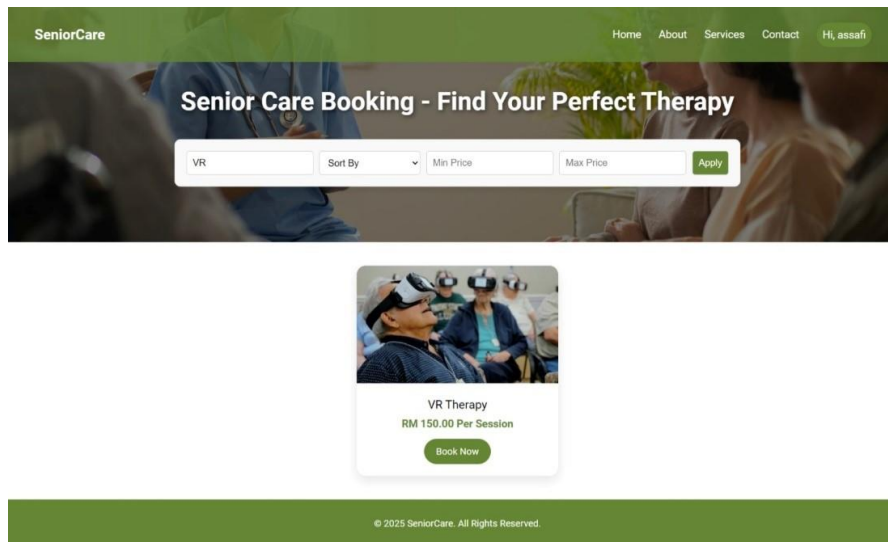 SeniorCare
Home About Services Contact Hi, assafi
Senior Care Booking - Find Your Perfect Therapy
VR Sort By Min Price Max Price Apply
VR Therapy
RM 150.00 Per Session
Book Now
© 2025 SeniorCare. All Rights Reserved.